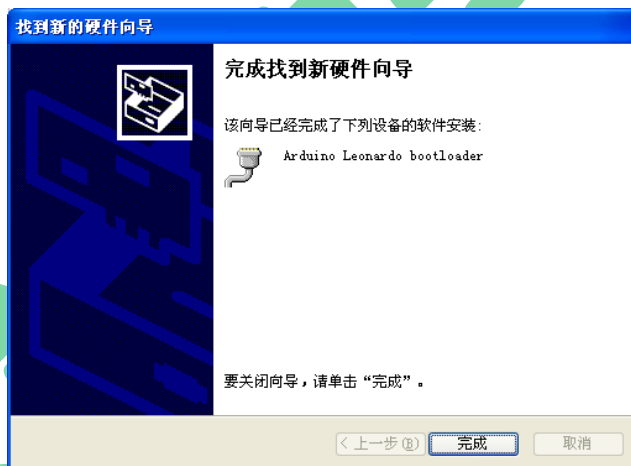 找到新的硬件向导
完成找到新硬件向导
该向导已经完成了下列设备的软件安装:
Arduino Leonardo bootloader
要关闭向导,请单击“完成”。
< 上一步(B) 完成 取消